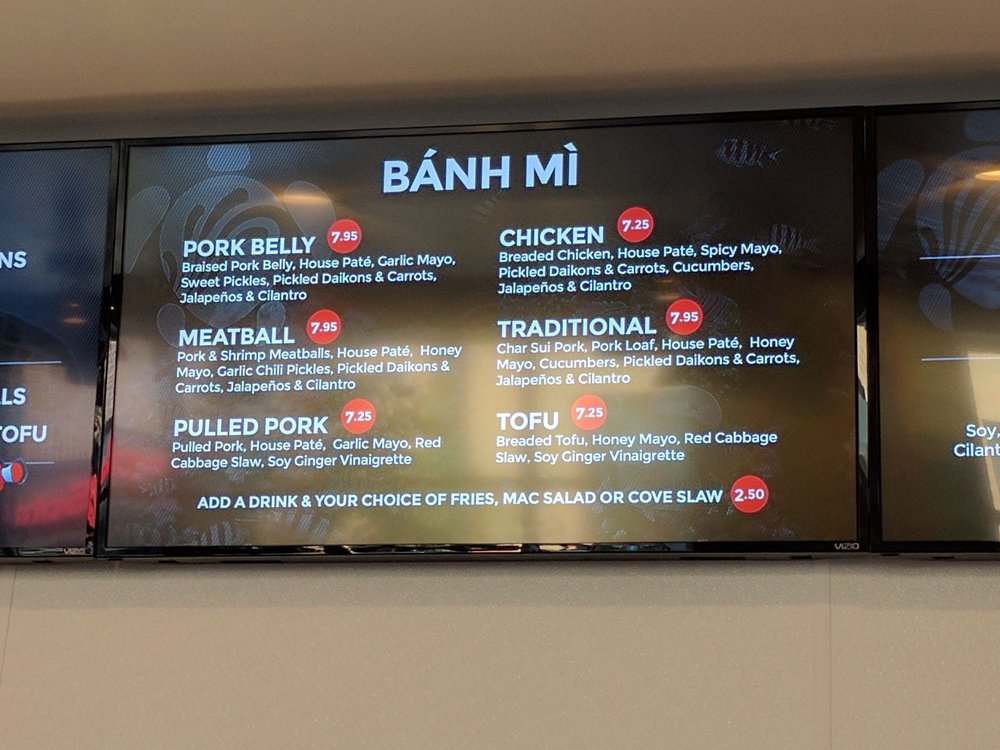 BÁNH MÌ
PORK BELLY 7.95
Braised Pork Belly, House Paté, Garlic Mayo,
Sweet Pickles, Pickled Daikons & Carrots,
Jalapeños & Cilantro
MEATBALL 7.95
Pork & Shrimp Meatballs, House Paté, Honey
Mayo, Garlic Chili Pickles, Pickled Daikons &
Carrots, Jalapeños & Cilantro
PULLED PORK 7.25
Pulled Pork, House Paté, Garlic Mayo, Red
Cabbage Slaw, Soy Ginger Vinaigrette
CHICKEN 7.25
Breaded Chicken, House Paté, Spicy Mayo,
Pickled Daikons & Carrots, Cucumbers,
Jalapeños & Cilantro
TRADITIONAL 7.95
Char Sui Pork, Pork Loaf, House Paté, Honey
Mayo, Cucumbers, Pickled Daikons & Carrots,
Jalapeños & Cilantro
TOFU 7.25
Breaded Tofu, Honey Mayo, Red Cabbage
Slaw, Soy Ginger Vinaigrette
ADD A DRINK & YOUR CHOICE OF FRIES, MAC SALAD OR COVE SLAW 2.50
VIZIO
NS
LLS
TOFU
VIZIO
Soy,
Cilant